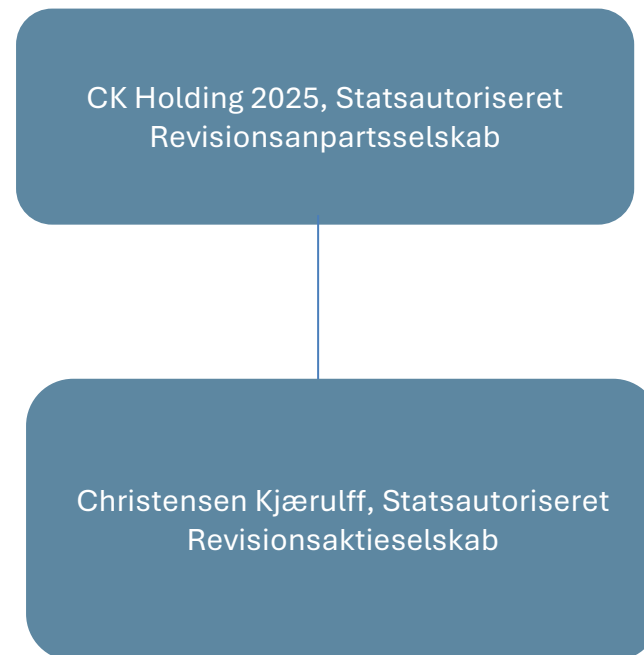 CK Holding 2025, Statsautoriseret
Revisionsanpartsselskab
Christensen Kjærulff, Statsautoriseret
Revisionsaktieselskab